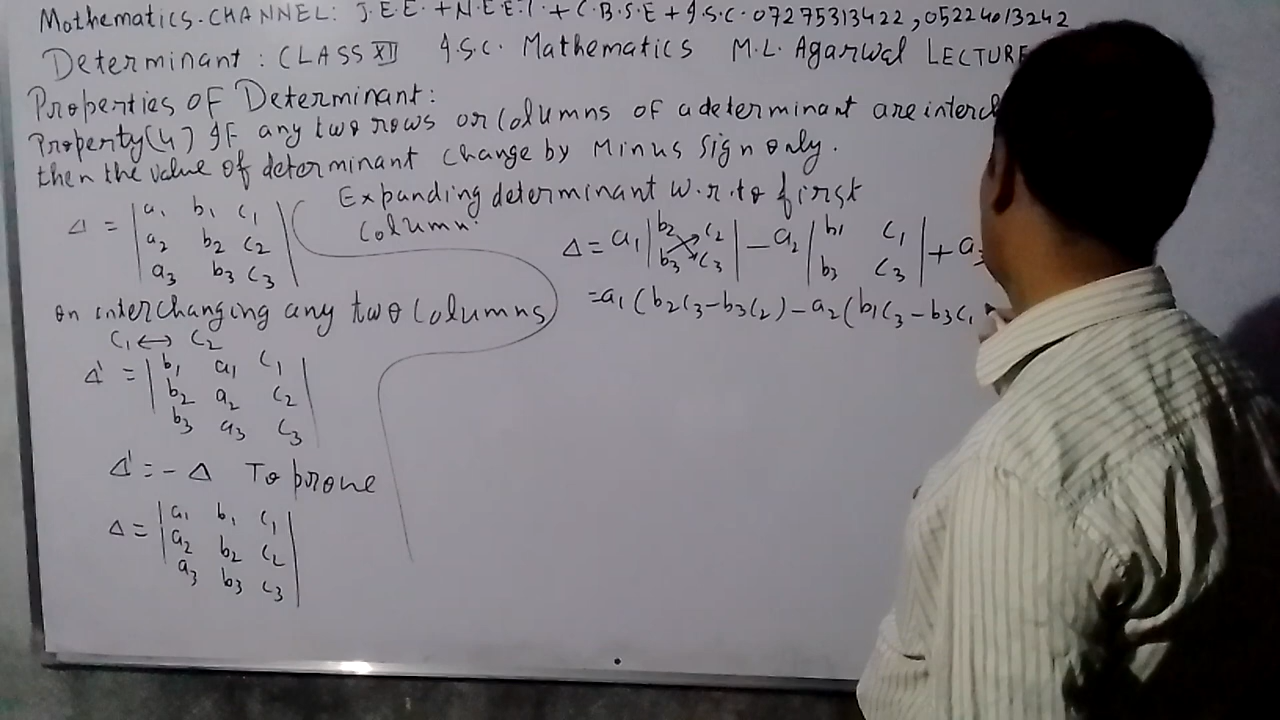 Mathematics.CHANNEL: J.E.E.+N.E.E.T.+C.B.S.E+I.S.C.07275313422,05224013242
Determinant: CLASS XII I.S.C. Mathematics M.L. Agarwal LECTURE
Properties OF Determinant:
Property(4) IF any two rows or columns of a determinant are interc
then the value of determinant change by Minus sign only.
Expanding determinant w.r.to first
column.
Δ = |a₁ b₁ c₁|
|a₂ b₂ c₂|
|a₃ b₃ c₃|
on interchanging any two columns
C₁ ↔ C₂
Δ' = |b₁ a₁ c₁|
|b₂ a₂ c₂|
|b₃ a₃ c₃|
Δ' = - Δ To prove
Δ = |a₁ b₁ c₁|
|a₂ b₂ c₂|
|a₃ b₃ c₃|
Δ = a₁ |b₂ c₂| - a₂ |b₁ c₁| + a₃
|b₃ c₃| |b₃ c₃|
=a₁(b₂c₃-b₃c₂)-a₂(b₁c₃-b₃c₁